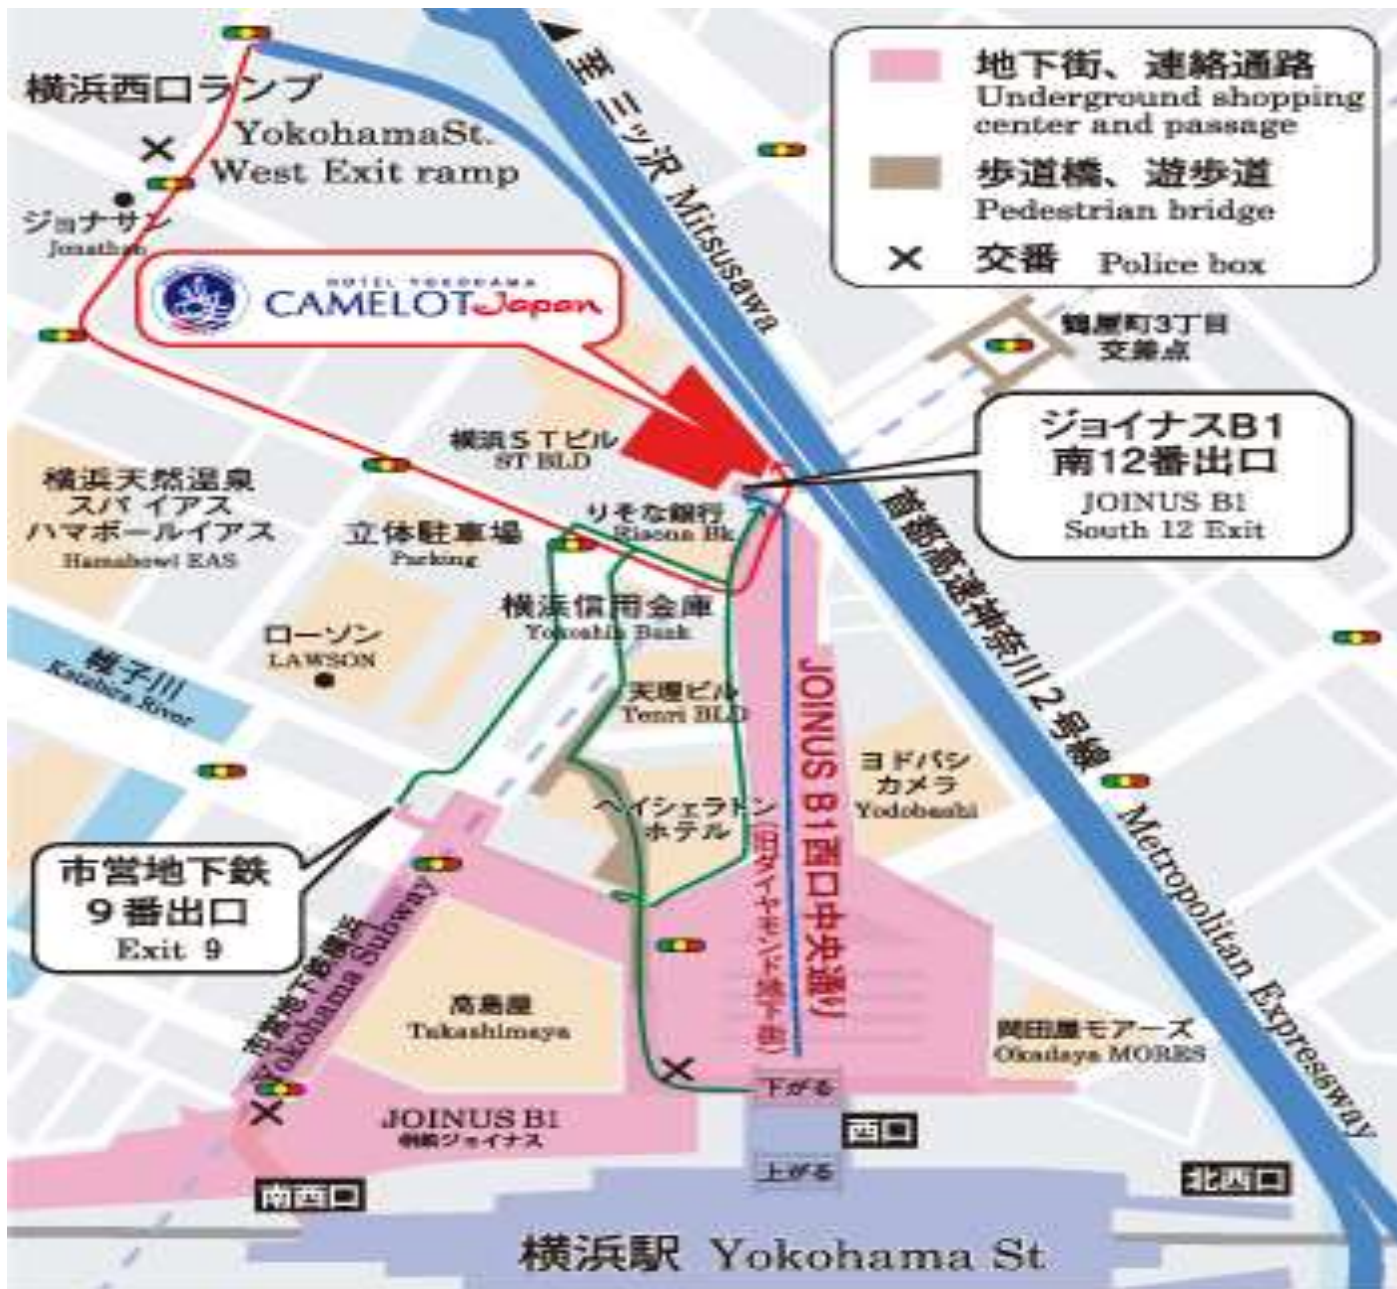 横浜西口ランプ
YokohamaSt.
West Exit ramp
ジョナサン
Jonathan
HOTEL YOKOHAMA
CAMELOT Japan
至三ッ沢 Mitsusawa
地下街、連絡通路
Underground shopping
center and passage
歩道橋、遊歩道
Pedestrian bridge
交番 Police box
鶴屋町3丁目
交差点
ジョイナスB1
南12番出口
JOINUS B1
South 12 Exit
横浜STビル
ST BLD
横浜天然温泉
スパイアス
ハマボールイアス
Hamabowl EAS
立体駐車場
Parking
りそな銀行
Risona Bk
横浜信用金庫
Yokoshin Bank
ローソン
LAWSON
帷子川
Katabira River
天理ビル
Tenri BLD
首都高速神奈川2号線
Metropolitan Expressway
JOINUS B1西口中央通り
(旧ダイヤモンド地下街)
ヨドバシ
カメラ
Yodobashi
ベイシェラトン
ホテル
市営地下鉄
9番出口
Exit 9
市営地下鉄横浜
Yokohama Subway
高島屋
Takashimaya
岡田屋モアーズ
Okadaya MORES
下がる
JOINUS B1
相鉄ジョイナス
西口
上がる
南西口
北西口
横浜駅 Yokohama St